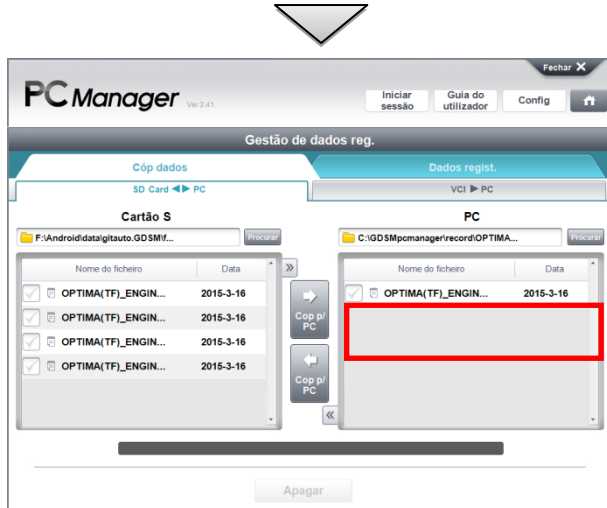 Fechar X
PC Manager Ver 2.41
Iniciar sessão
Guia do utilizador
Config
Gestão de dados reg.
Cóp dados
Dados regist.
SD Card ◀▶ PC
VCI ▶ PC
Cartão S
PC
F:\Android\data\gitauto.GDSM\f...
Procurar
C:\GDSMpcmanager\record\OPTIMA...
Procurar
Nome do ficheiro
Data
Nome do ficheiro
Data
OPTIMA(TF)_ENGIN...
2015-3-16
OPTIMA(TF)_ENGIN...
2015-3-16
OPTIMA(TF)_ENGIN...
2015-3-16
OPTIMA(TF)_ENGIN...
2015-3-16
Cop p/
PC
Cop p/
PC
OPTIMA(TF)_ENGIN...
2015-3-16
Apagar